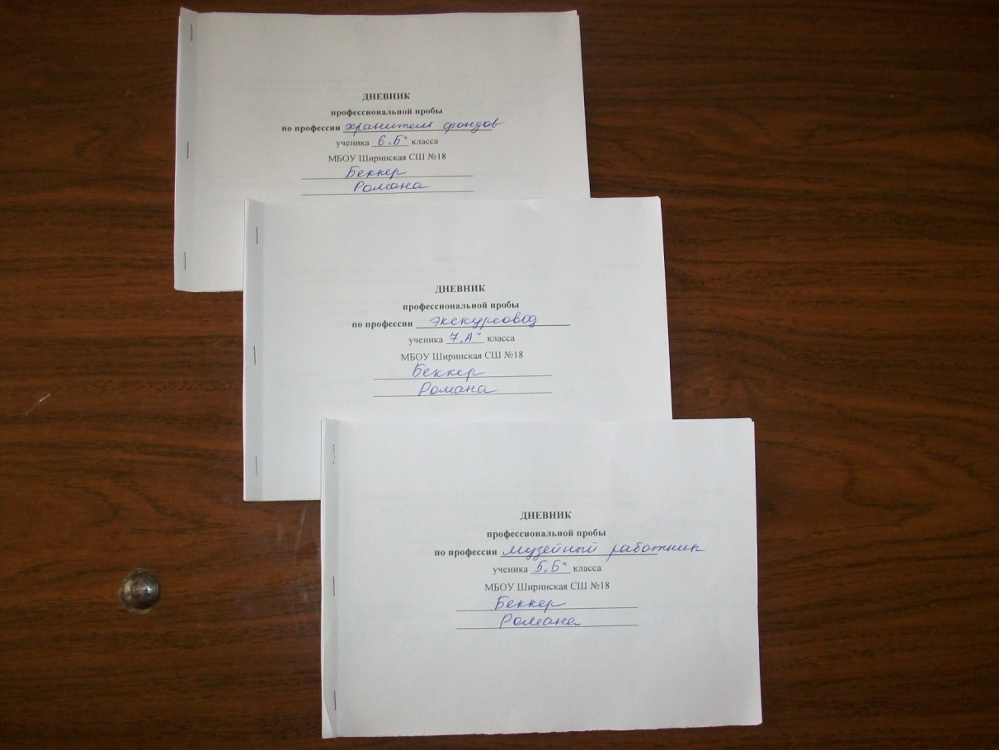 ДНЕВНИК
профессиональной пробы
по профессии хранитель фондов
ученика 6 „Б“ класса
МБОУ Ширинская СШ №18
Беккер
Романа
ДНЕВНИК
профессиональной пробы
по профессии экскурсовод
ученика 7 „А“ класса
МБОУ Ширинская СШ №18
Беккер
Романа
ДНЕВНИК
профессиональной пробы
по профессии музейный работник
ученика 5 „Б“ класса
МБОУ Ширинская СШ №18
Беккер
Романа